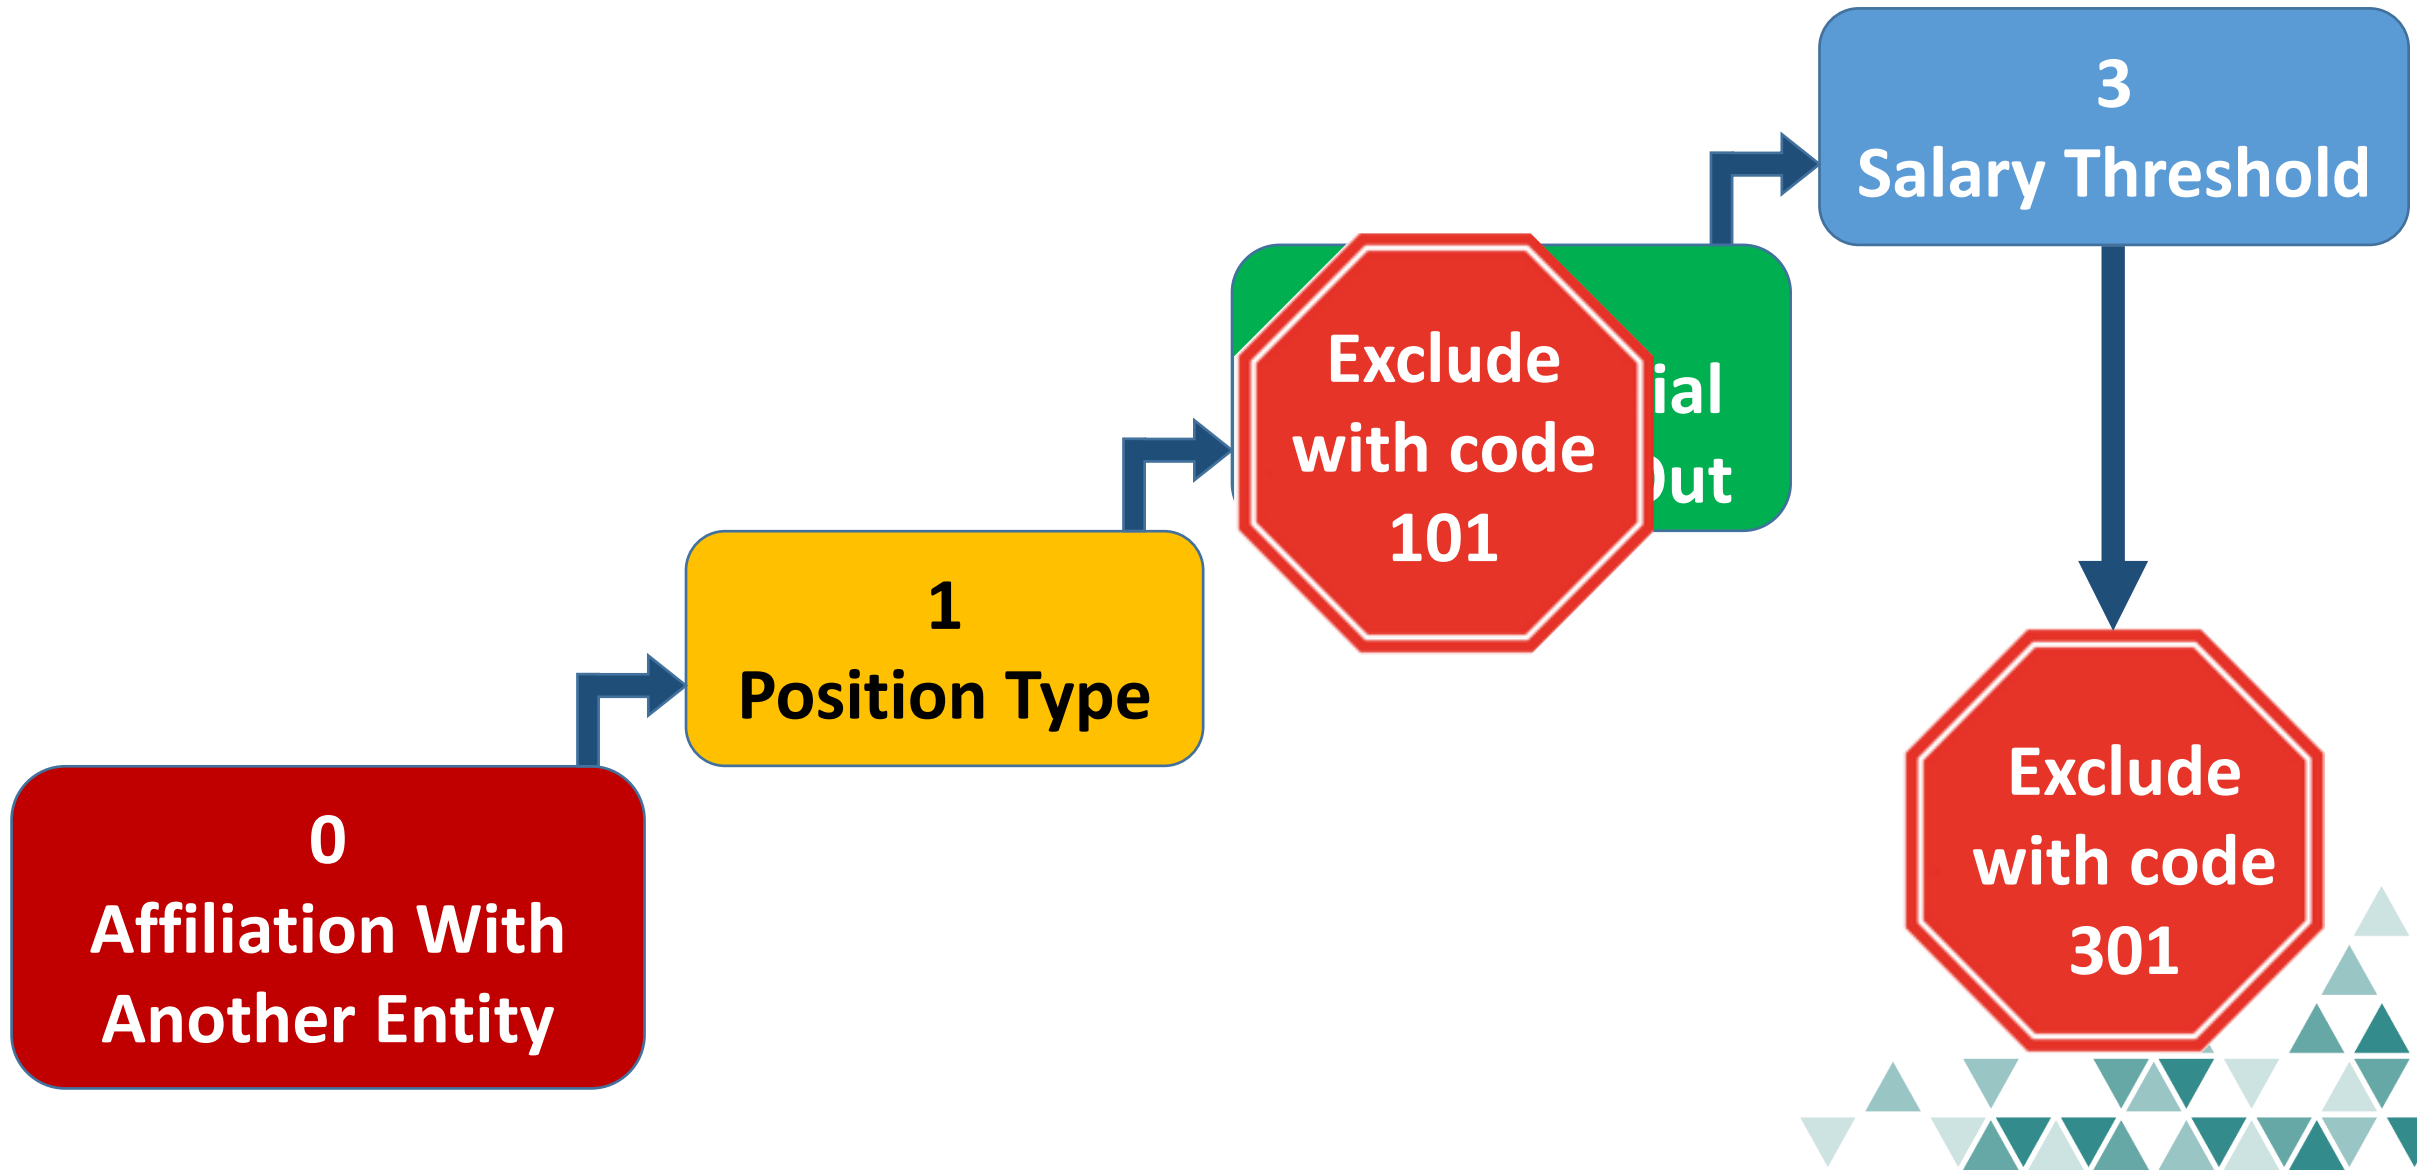 3
Salary Threshold
Exclude
with code
101
ial
ut
1
Position Type
Exclude
with code
301
0
Affiliation With
Another Entity